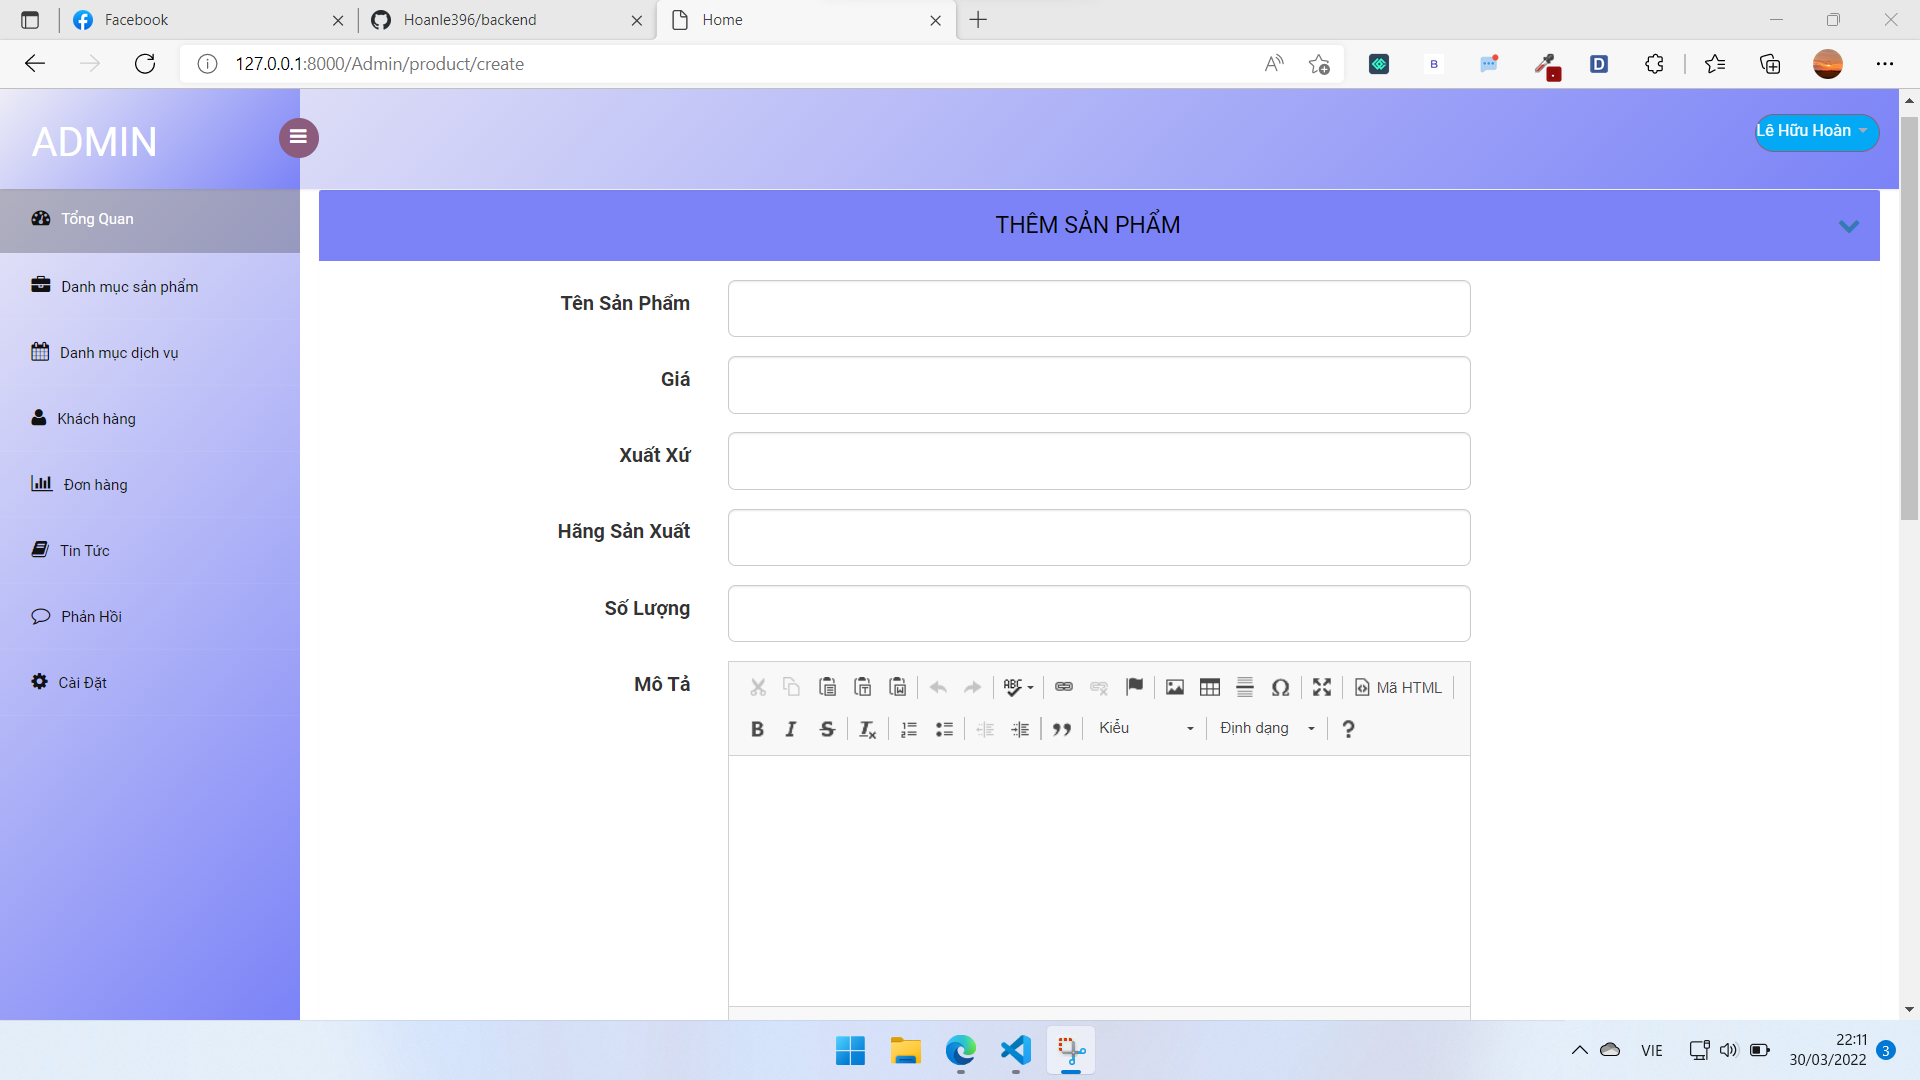 Facebook
Hoanle396/backend
Home
127.0.0.1:8000/Admin/product/create
ADMIN
Lê Hữu Hoàn
Tổng Quan
Danh mục sản phẩm
Danh mục dịch vụ
Khách hàng
Đơn hàng
Tin Tức
Phản Hồi
Cài Đặt
THÊM SẢN PHẨM
Tên Sản Phẩm
Giá
Xuất Xứ
Hãng Sản Xuất
Số Lượng
Mô Tả
Mã HTML
Kiểu
Định dạng
VIE
22:11
30/03/2022
3